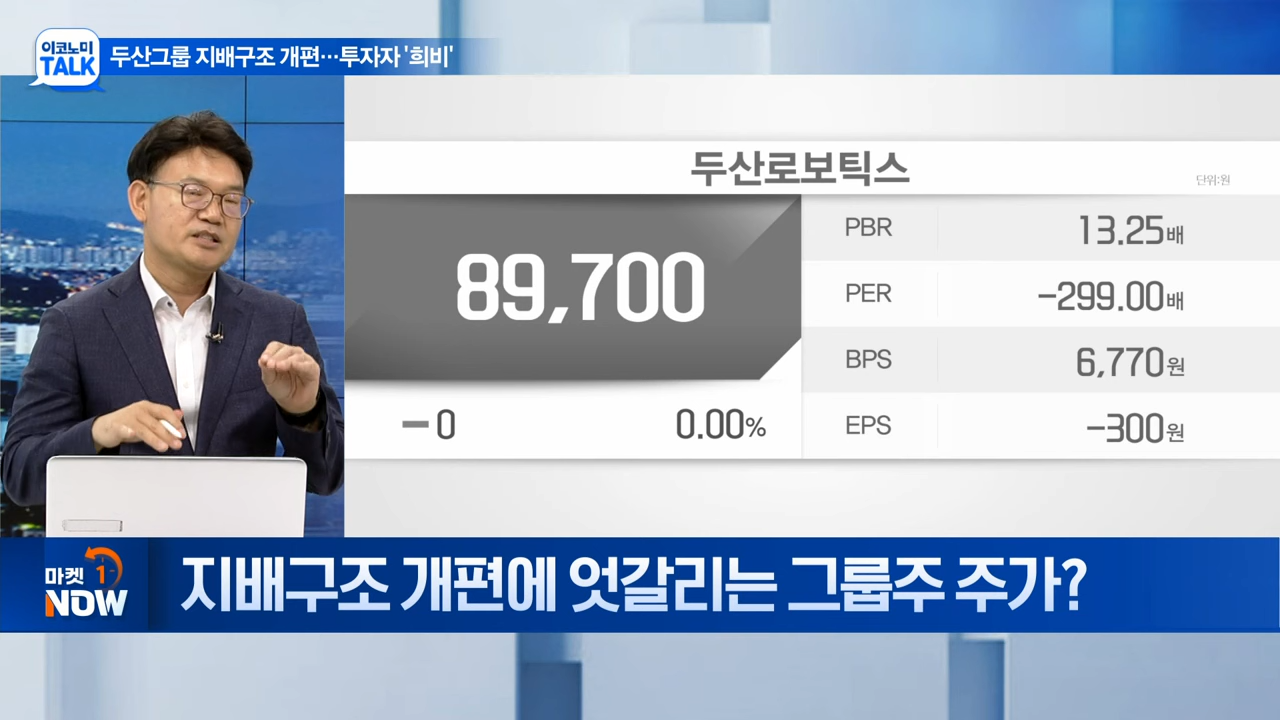 이코노미
TALK
두산그룹 지배구조 개편…투자자 '희비'
두산로보틱스
단위:원
89,700
-0 0.00%
PBR 13.25배
PER -299.00배
BPS 6,770원
EPS -300원
마켓 1
NOW
지배구조 개편에 엇갈리는 그룹주 주가?